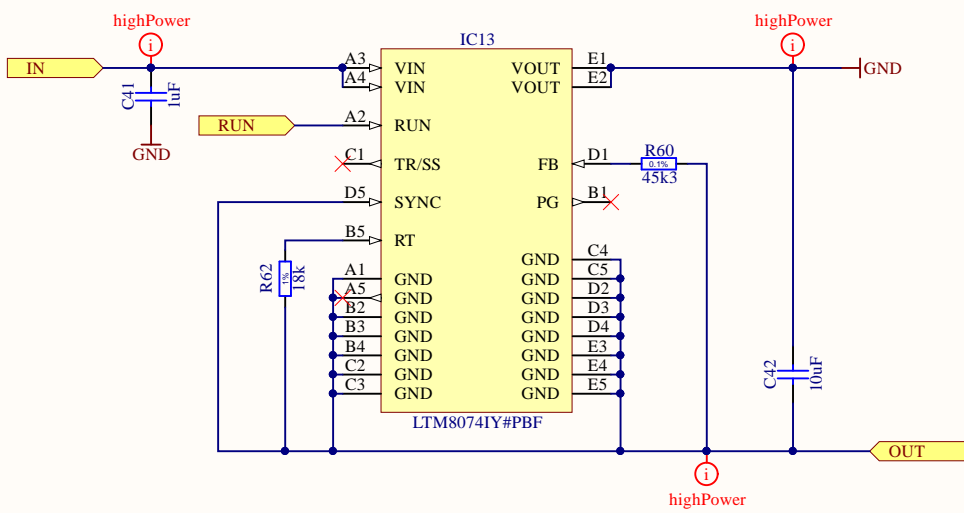 highPower
i
highPower
i
IC13
IN
A3
VIN
VOUT
E1
GND
A4
VIN
VOUT
E2
C41
1uF
GND
RUN
A2
RUN
C1
TR/SS
FB
D1
R60
0.1%
45k3
D5
SYNC
PG
B1
B5
RT
R62
1%
18k
GND
C4
A1
GND
GND
C5
A5
GND
GND
D2
B2
GND
GND
D3
B3
GND
GND
D4
B4
GND
GND
E3
C2
GND
GND
E4
C3
GND
GND
E5
C42
10uF
LTM8074IY#PBF
OUT
i
highPower